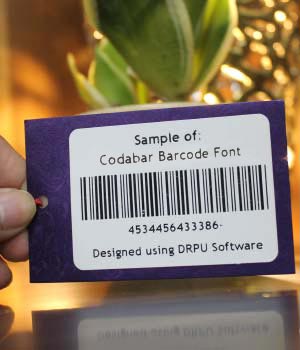 Sample of:
Codabar Barcode Font
4534456433386-
Designed using DRPU Software